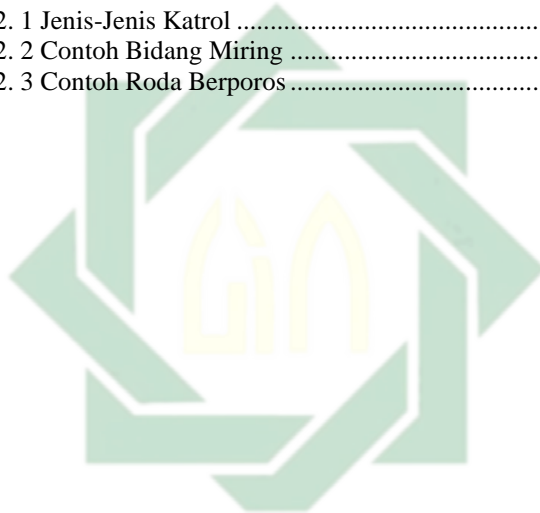 2. 1 Jenis-Jenis Katrol ..............................................
2. 2 Contoh Bidang Miring .....................................
2. 3 Contoh Roda Berporos .....................................